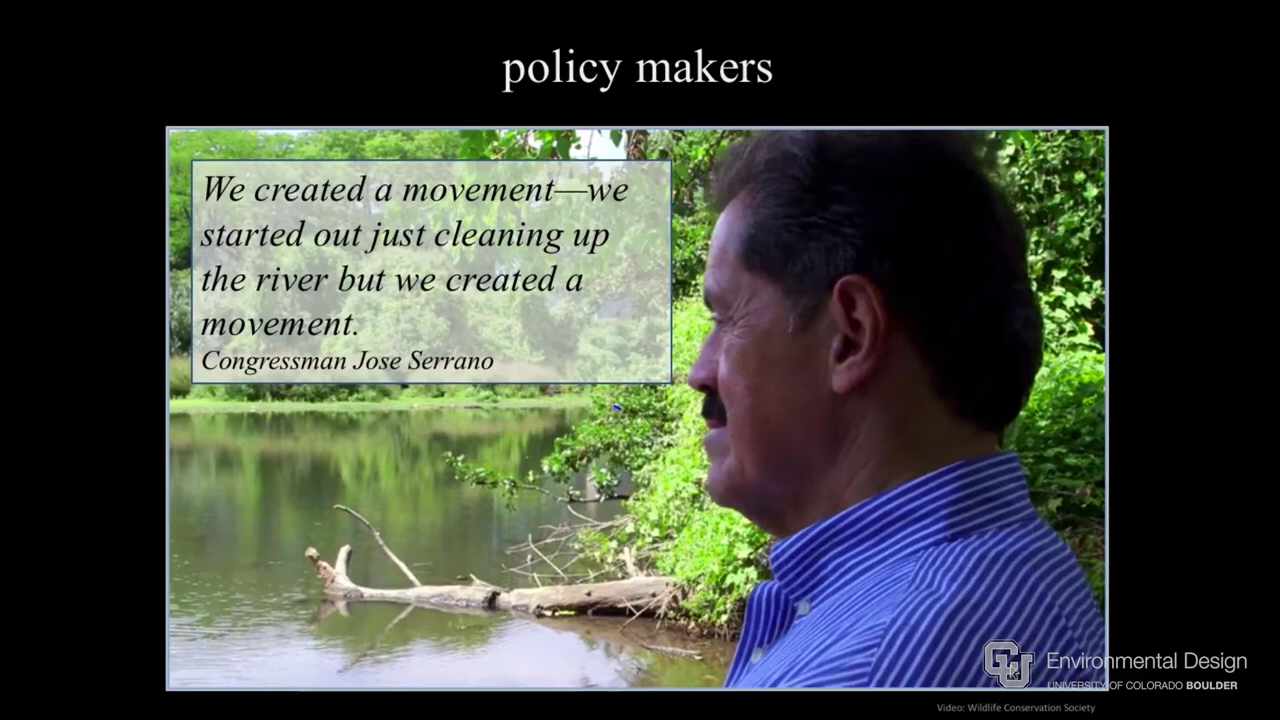 policy makers
We created a movement—we
started out just cleaning up
the river but we created a
movement.
Congressman Jose Serrano
CU Environmental Design
UNIVERSITY OF COLORADO BOULDER
Video: Wildlife Conservation Society